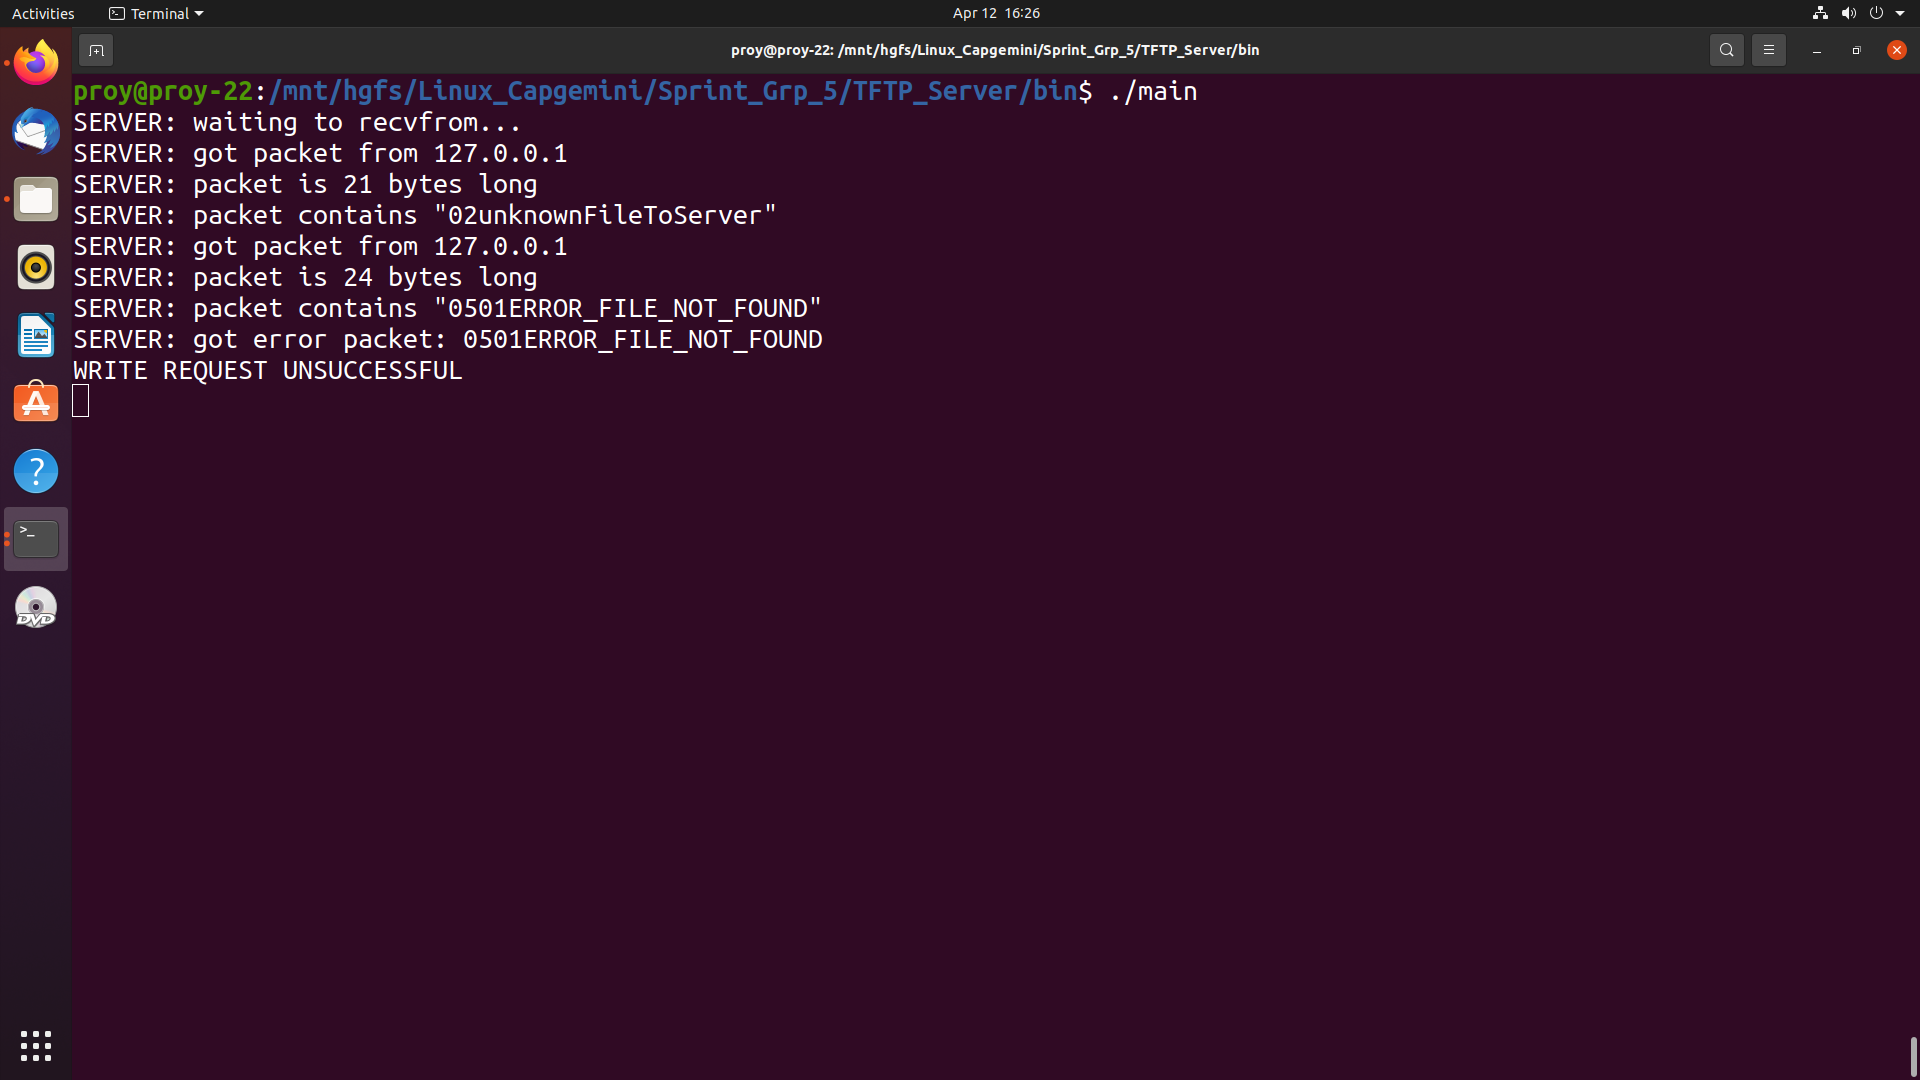 Activities
Terminal
Apr 12 16:26
proy@proy-22: /mnt/hgfs/Linux_Capgemini/Sprint_Grp_5/TFTP_Server/bin
proy@proy-22:/mnt/hgfs/Linux_Capgemini/Sprint_Grp_5/TFTP_Server/bin$ ./main
SERVER: waiting to recvfrom...
SERVER: got packet from 127.0.0.1
SERVER: packet is 21 bytes long
SERVER: packet contains "02unknownFileToServer"
SERVER: got packet from 127.0.0.1
SERVER: packet is 24 bytes long
SERVER: packet contains "0501ERROR_FILE_NOT_FOUND"
SERVER: got error packet: 0501ERROR_FILE_NOT_FOUND
WRITE REQUEST UNSUCCESSFUL
>_
DVD